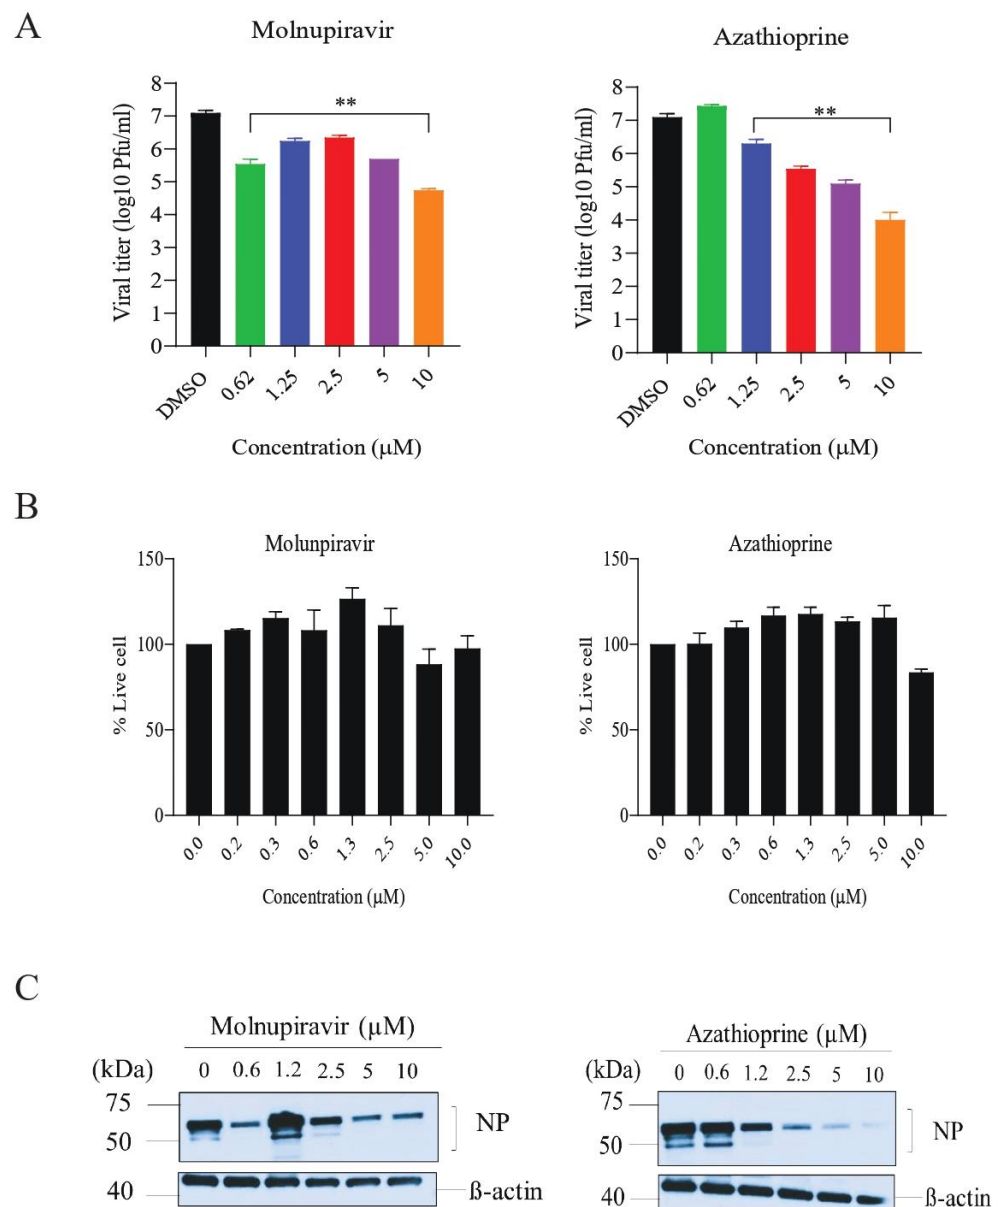 A
Molnupiravir
Azathioprine
Viral titer (log10 Pfu/ml)
8
7
6
5
4
3
2
1
0
**
DMSO 0.62 1.25 2.5 5 10
Concentration (µM)
Viral titer (log10 Pfu/ml)
8
7
6
5
4
3
2
1
0
**
DMSO 0.62 1.25 2.5 5 10
Concentration (µM)
B
Molunpiravir
% Live cell
150
100
50
0
0.0 0.2 0.3 0.6 1.3 2.5 5.0 10.0
Concentration (µM)
Azathioprine
% Live cell
150
100
50
0
0.0 0.2 0.3 0.6 1.3 2.5 5.0 10.0
Concentration (µM)
C
Molnupiravir (µM)
(kDa) 0 0.6 1.2 2.5 5 10
75
50
NP
40
ß-actin
Azathioprine (µM)
(kDa) 0 0.6 1.2 2.5 5 10
75
50
NP
40
ß-actin